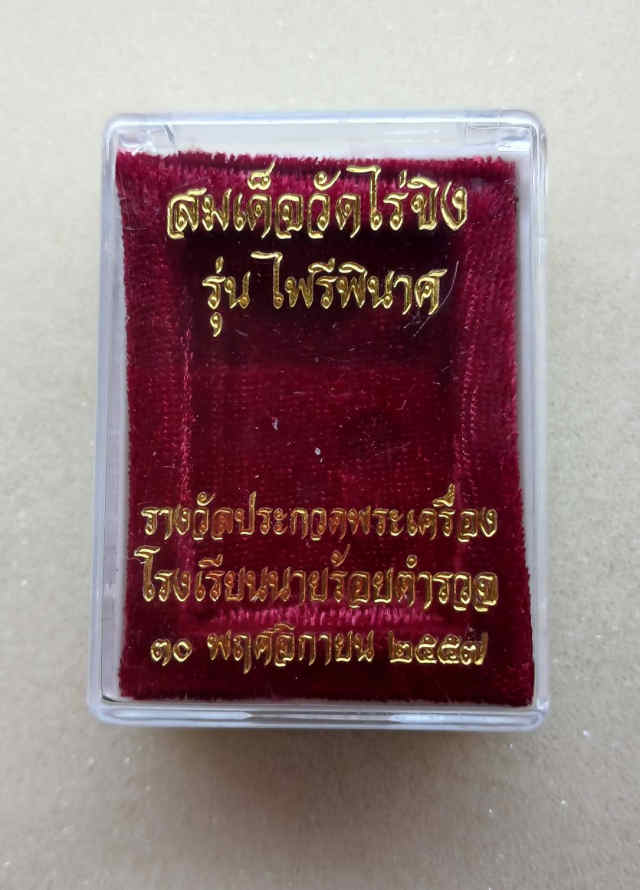 สมเด็จวัดไร่ขิง
รุ่น ไพรีพินาศ
รางวัลประกวดพระเครื่อง
โรงเรียนนายร้อยตำรวจ
๓๐ พฤศจิกายน ๒๕๕๗